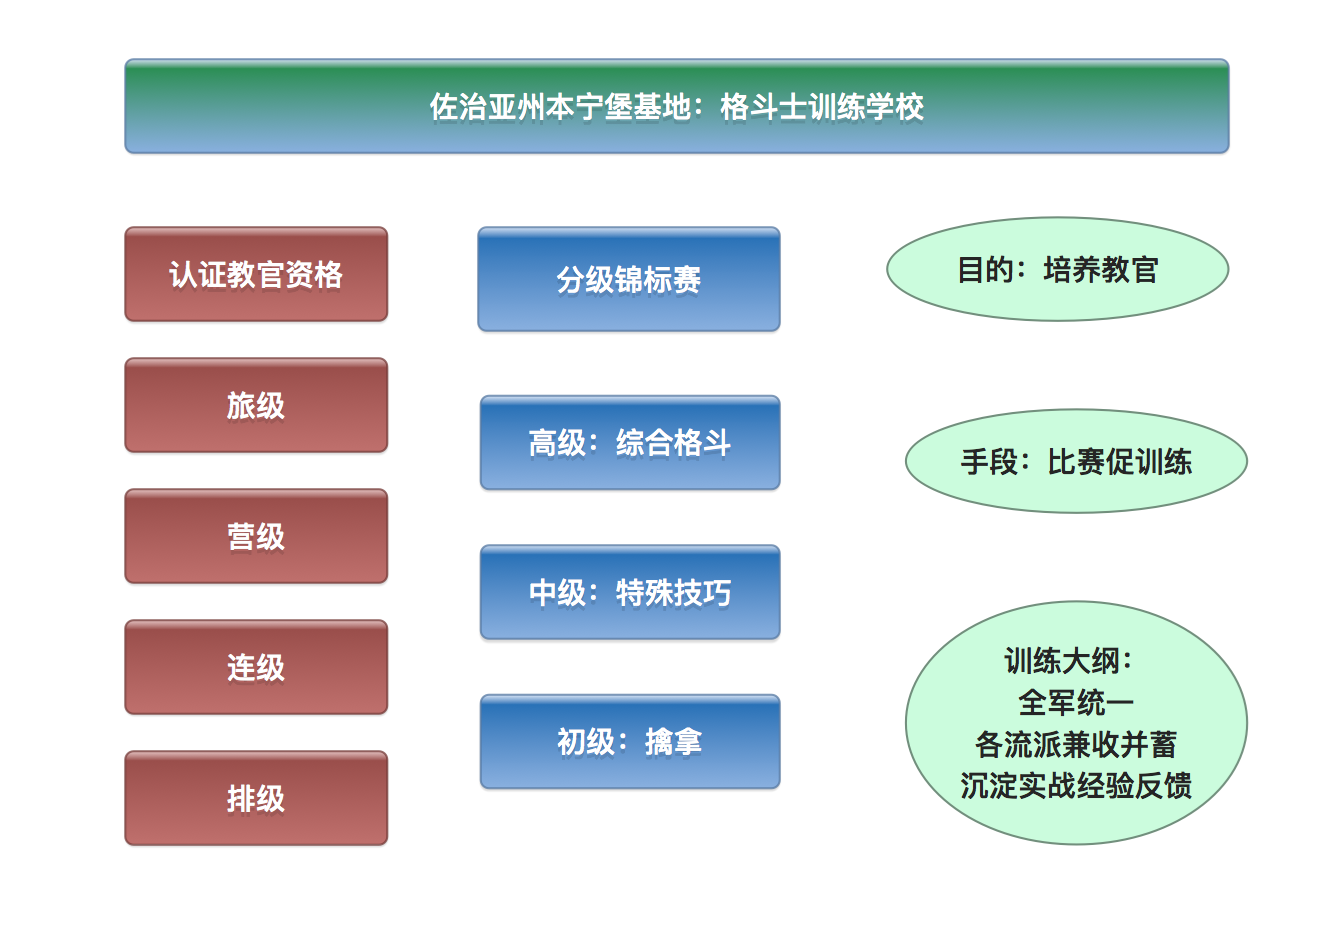 佐治亚州本宁堡基地：格斗士训练学校
认证教官资格
旅级
营级
连级
排级
分级锦标赛
高级：综合格斗
中级：特殊技巧
初级：擒拿
目的：培养教官
手段：比赛促训练
训练大纲：
全军统一
各流派兼收并蓄
沉淀实战经验反馈